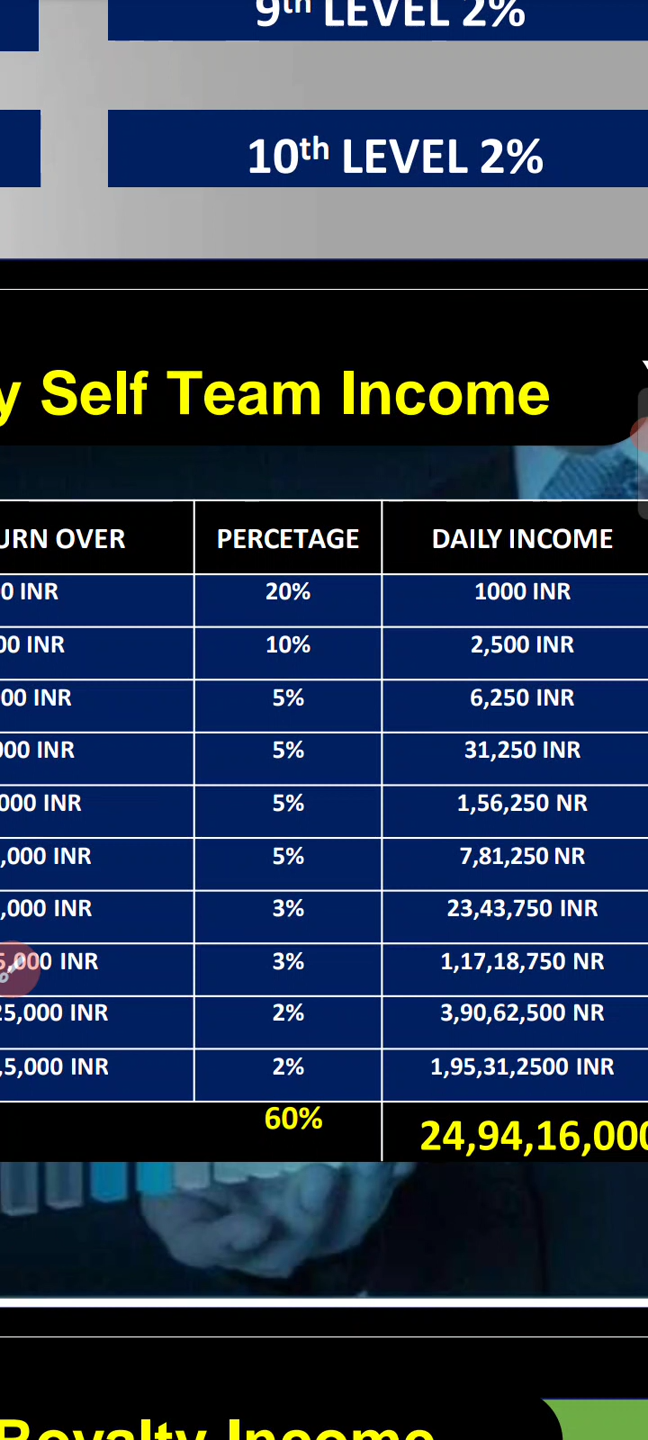 9th LEVEL 2%
10th LEVEL 2%
y Self Team Income
URN OVER PERCETAGE DAILY INCOME
0 INR 20% 1000 INR
00 INR 10% 2,500 INR
00 INR 5% 6,250 INR
000 INR 5% 31,250 INR
000 INR 5% 1,56,250 NR
,000 INR 5% 7,81,250 NR
,000 INR 3% 23,43,750 INR
5,000 INR 3% 1,17,18,750 NR
25,000 INR 2% 3,90,62,500 NR
,5,000 INR 2% 1,95,31,2500 INR
60% 24,94,16,000
Royalty Income